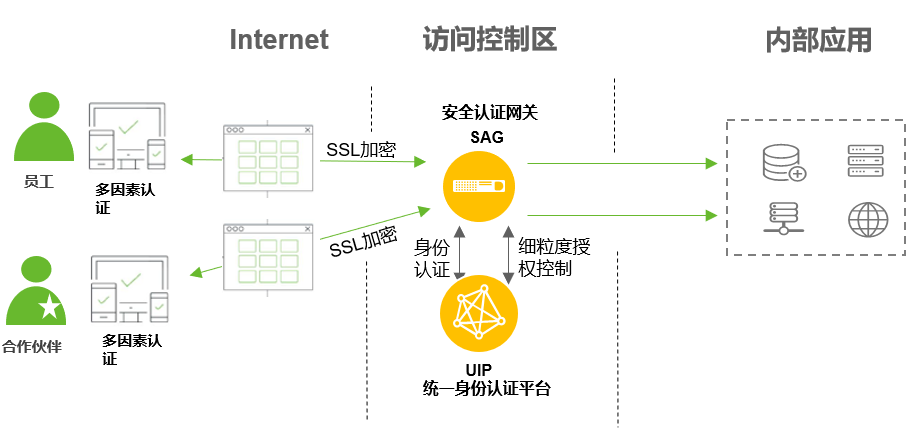 Internet
访问控制区
内部应用
安全认证网关
SAG
SSL加密
员工
多因素认
证
SSL加密
身份
认证
细粒度授
权控制
合作伙伴
多因素认
证
UIP
统一身份认证平台